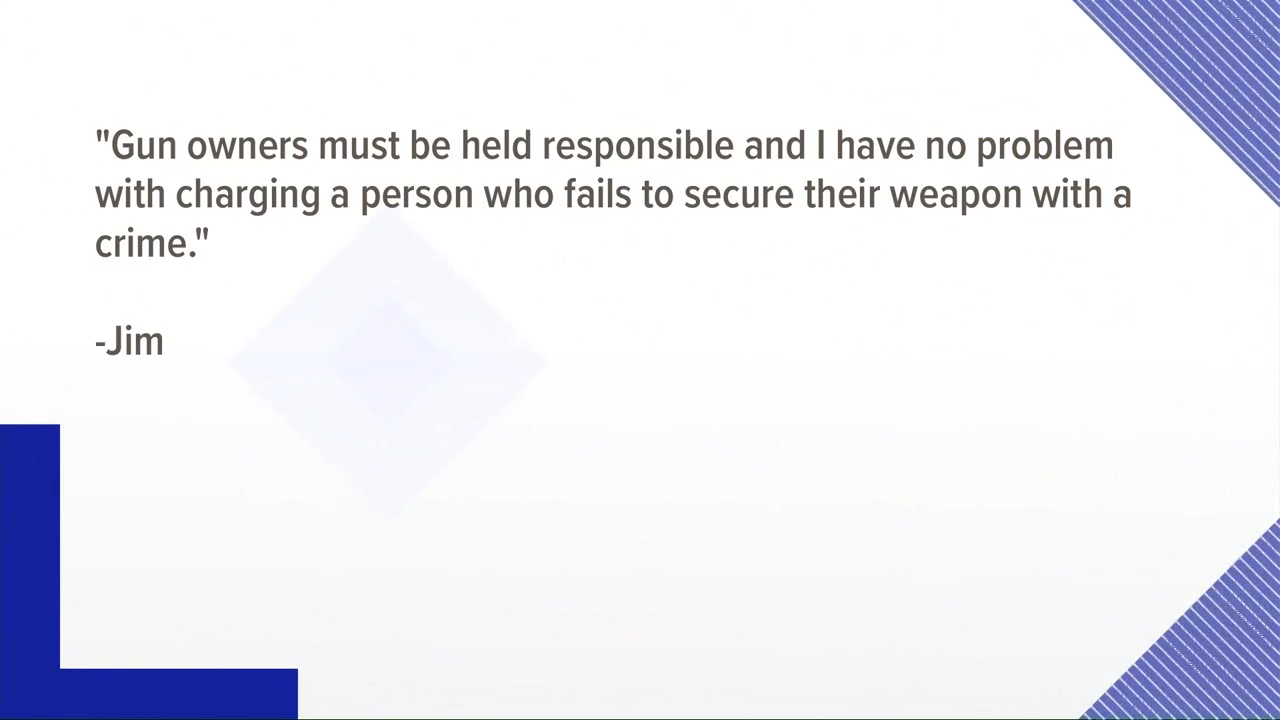 "Gun owners must be held responsible and I have no problem
with charging a person who fails to secure their weapon with a
crime."
-Jim